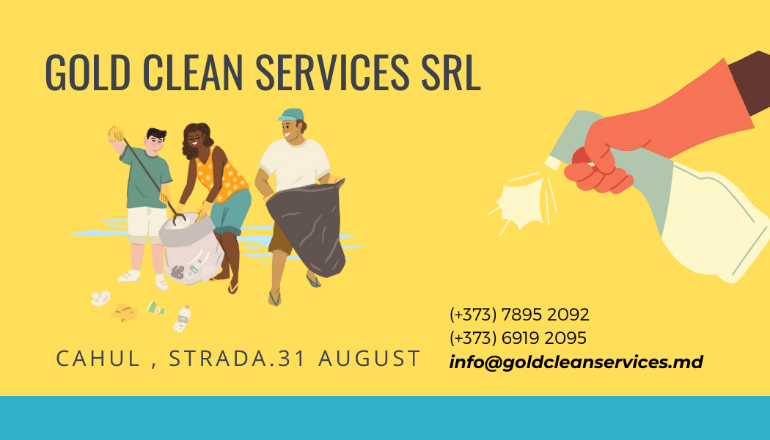 GOLD CLEAN SERVICES SRL
CAHUL , STRADA.31 AUGUST
(+373) 7895 2092
(+373) 6919 2095
info@goldcleanservices.md